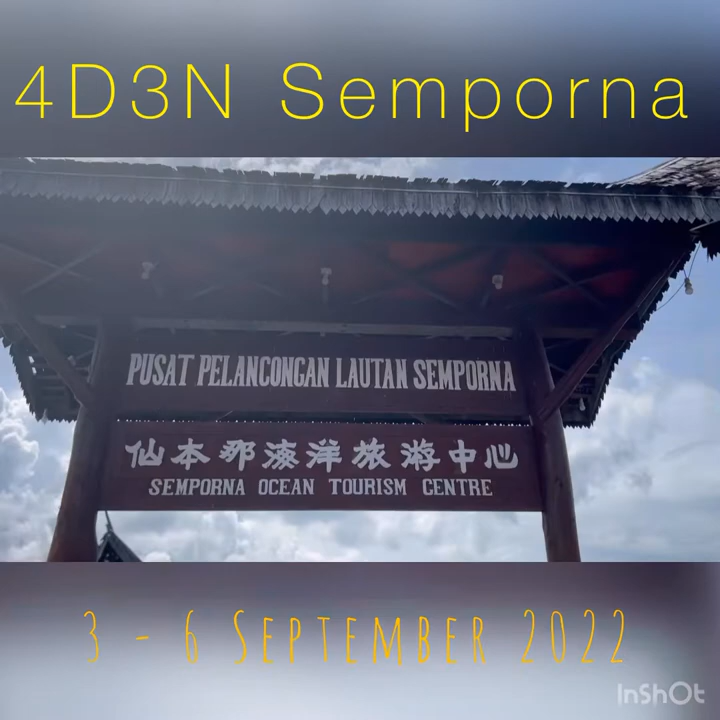 4D3N Semporna
PUSAT PELANCONGAN LAUTAN SEMPORNA
仙本那海洋旅游中心
SEMPORNA OCEAN TOURISM CENTRE
3 - 6 September 2022
InShOt